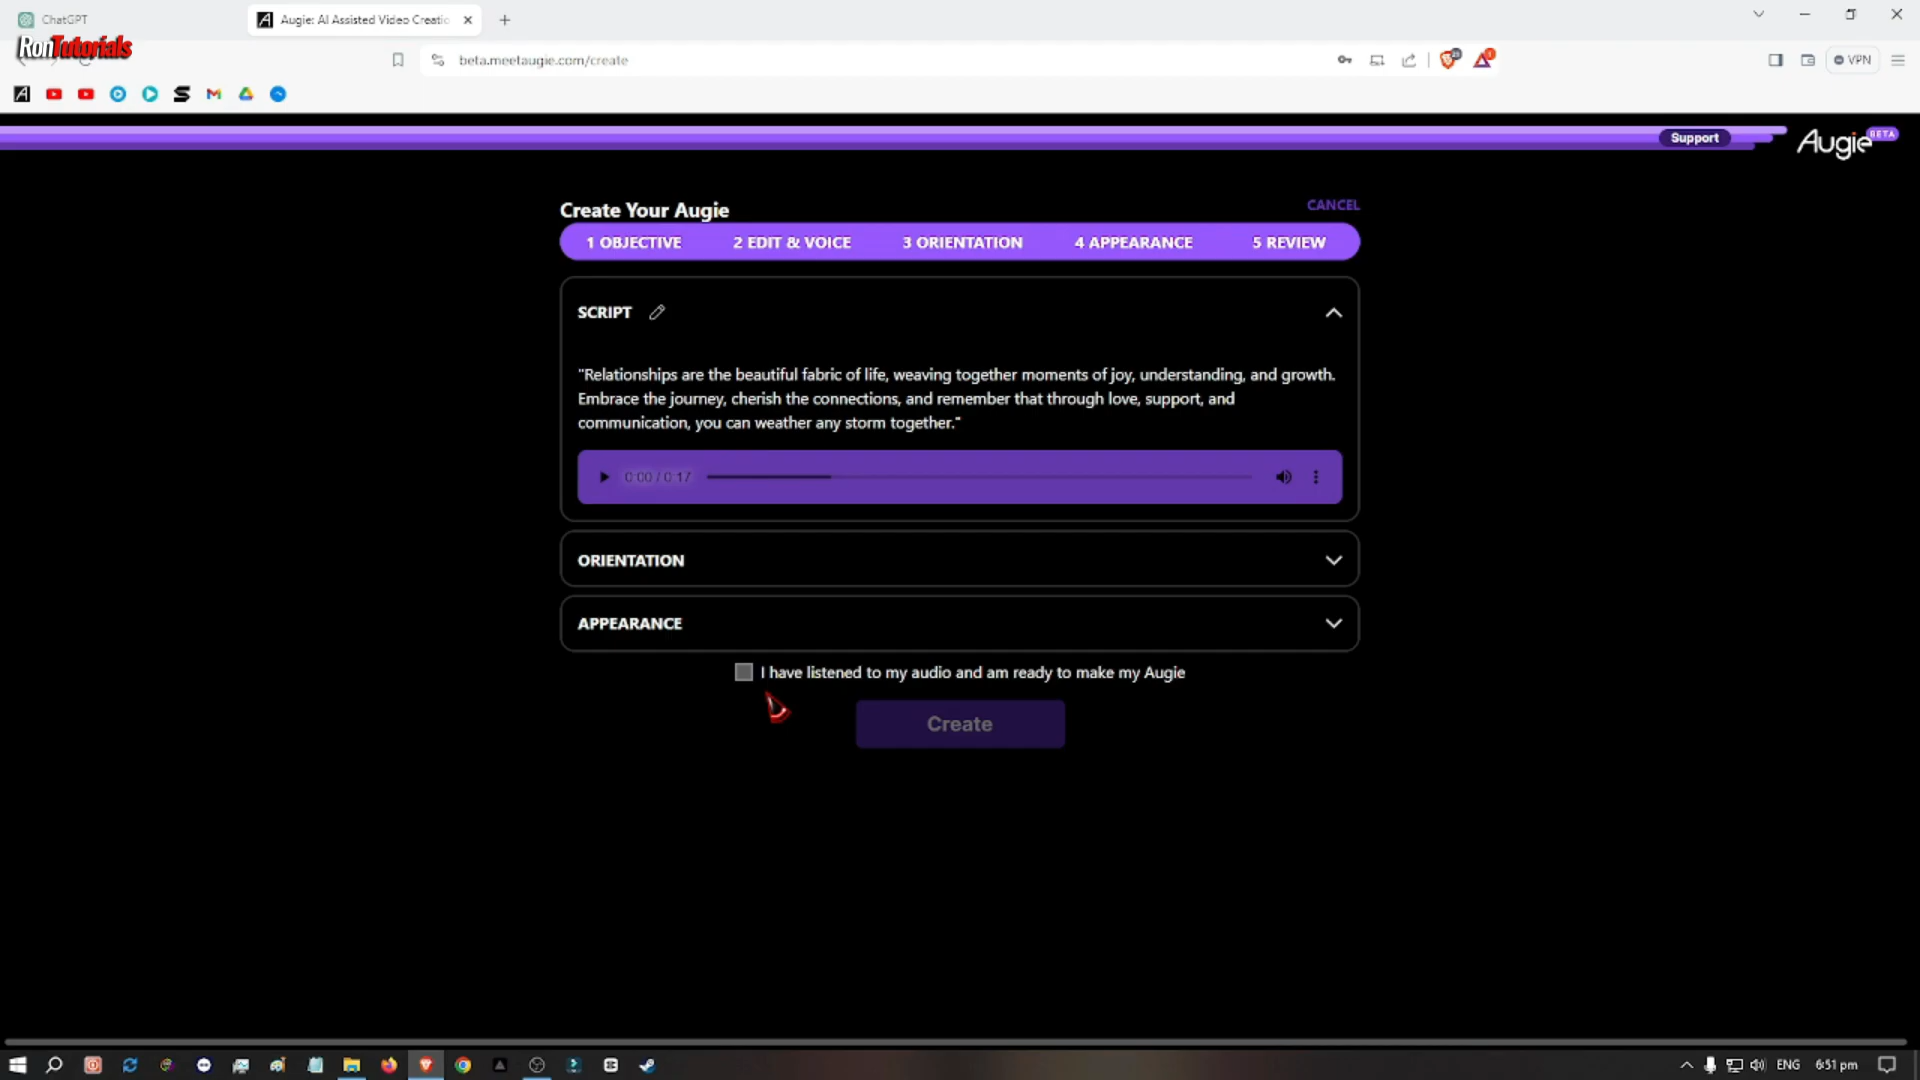 ChatGPT
Augie: AI Assisted Video Creatio
RonTutorials
beta.meetaugie.com/create
VPN
Support
Augie BETA
Create Your Augie
CANCEL
1 OBJECTIVE 2 EDIT & VOICE 3 ORIENTATION 4 APPEARANCE 5 REVIEW
SCRIPT
"Relationships are the beautiful fabric of life, weaving together moments of joy, understanding, and growth.
Embrace the journey, cherish the connections, and remember that through love, support, and
communication, you can weather any storm together."
0:00 / 0:17
ORIENTATION
APPEARANCE
I have listened to my audio and am ready to make my Augie
Create
ENG 6:51 pm